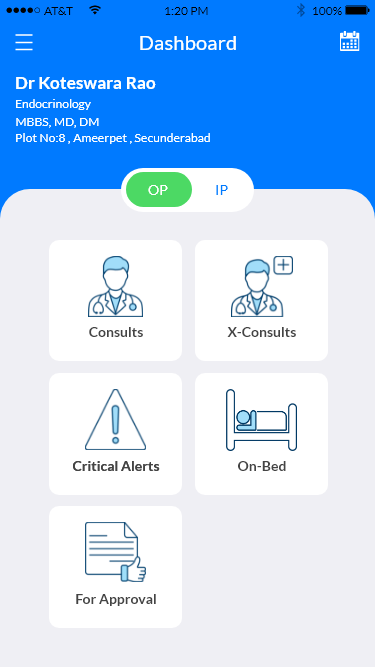 AT&T 1:20 PM 100%
Dashboard
Dr Koteswara Rao
Endocrinology
MBBS, MD, DM
Plot No:8 , Ameerpet , Secunderabad
OP IP
Consults X-Consults
Critical Alerts On-Bed
For Approval